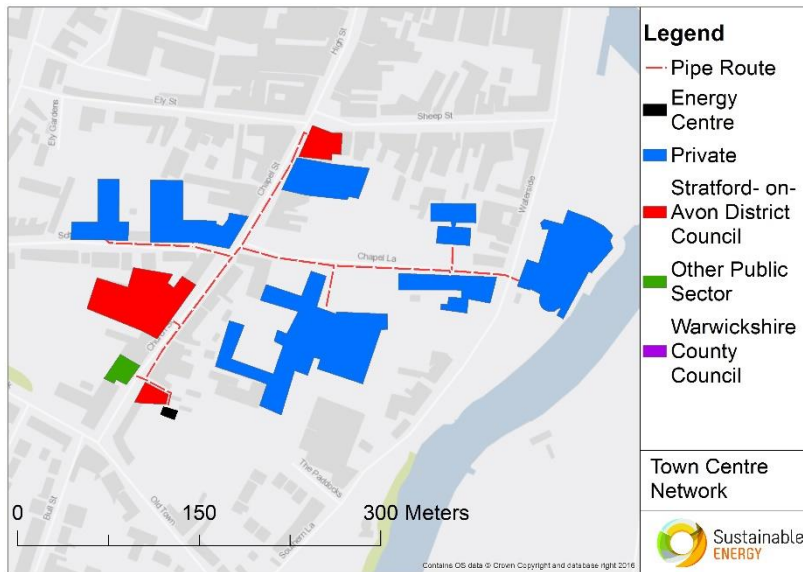 High St
Ely St
Ely Gardens
Sheep St
Chapel St
Waterside
Chapel La
Bull St
Old Town
The Paddocks
Southern La
0 150 300 Meters
Contains OS data © Crown Copyright and database right 2016
Legend
Pipe Route
Energy
Centre
Private
Stratford- on-
Avon District
Council
Other Public
Sector
Warwickshire
County
Council
Town Centre
Network
Sustainable
ENERGY